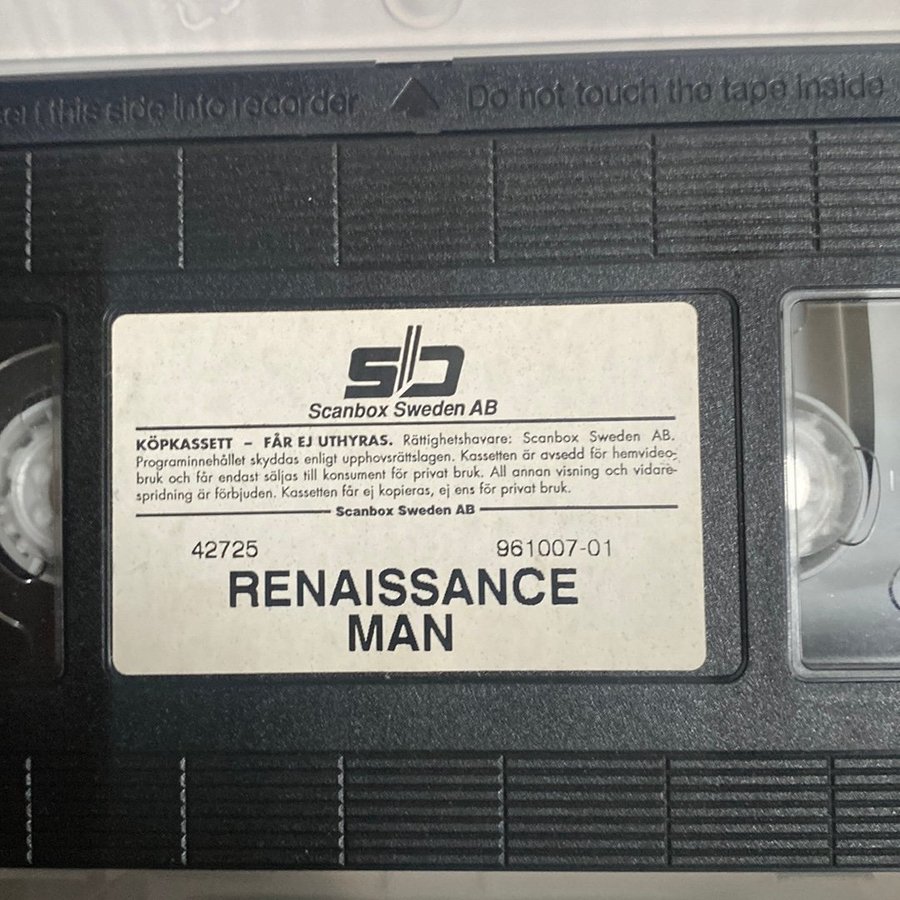 this side into recorder Do not touch the tape inside
sb
Scanbox Sweden AB
KÖPKASSETT – FÅR EJ UTHYRAS. Rättighetshavare: Scanbox Sweden AB.
Programinnehållet skyddas enligt upphovsrättslagen. Kassetten är avsedd för hemvideo-
bruk och får endast säljas till konsument för privat bruk. All annan visning och vidare-
spridning är förbjuden. Kassetten får ej kopieras, ej ens för privat bruk.
Scanbox Sweden AB
42725 961007-01
RENAISSANCE
MAN